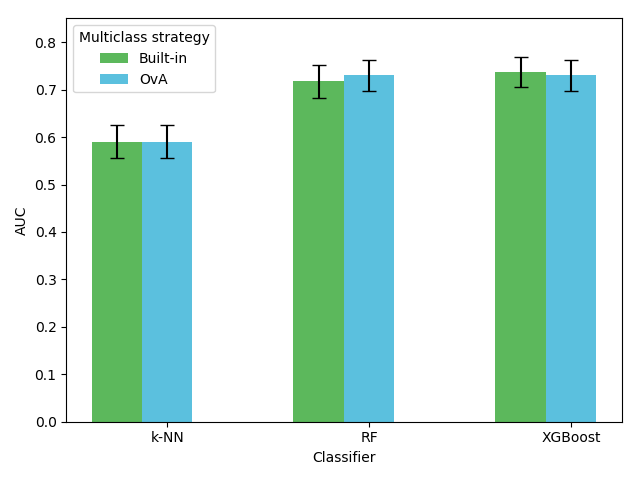 Multiclass strategy
Built-in
OvA
0.8
0.7
0.6
0.5
0.4
0.3
0.2
0.1
0.0
AUC
k-NN RF XGBoost
Classifier